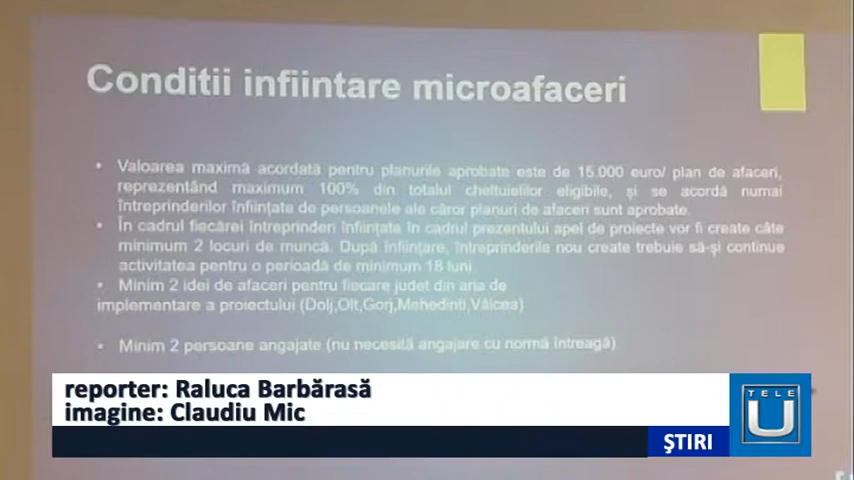 Conditii infiintare microafaceri
• Valoarea maximă acordată pentru planurile aprobate este de 15.000 euro/ plan de afaceri,
reprezentând maximum 100% din totalul cheltuielilor eligibile, și se acordă numai
întreprinderilor înființate de persoanele ale căror planuri de afaceri sunt aprobate.
• În cadrul fiecărei întreprinderi înființate în cadrul prezentului apel de proiecte vor fi create câte
minimum 2 locuri de muncă. După înființare, întreprinderile nou create trebuie să-și continue
activitatea pentru o perioadă de minimum 18 luni.
• Minim 2 idei de afaceri pentru fiecare judet din aria de
implementare a proiectului (Dolj,Olt,Gorj,Mehedinti,Vâlcea)
• Minim 2 persoane angajate (nu necesită angajare cu normă întreagă)
reporter: Raluca Barbărasă
imagine: Claudiu Mic
ŞTIRI
TELE
U